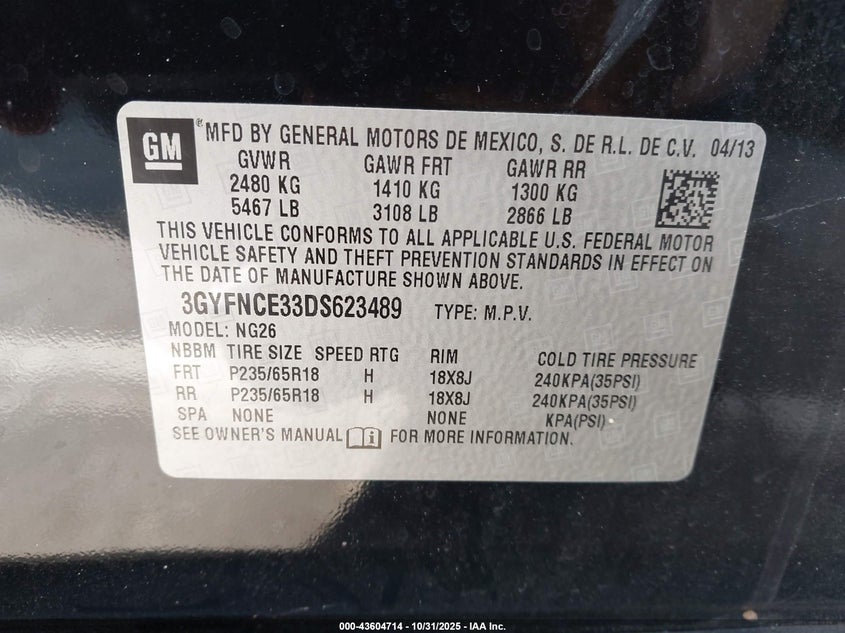 GM ® MFD BY GENERAL MOTORS DE MEXICO, S. DE R.L. DE C.V. 04/13
GVWR GAWR FRT GAWR RR
2480 KG 1410 KG 1300 KG
5467 LB 3108 LB 2866 LB
THIS VEHICLE CONFORMS TO ALL APPLICABLE U.S. FEDERAL MOTOR
VEHICLE SAFETY AND THEFT PREVENTION STANDARDS IN EFFECT ON
THE DATE OF MANUFACTURE SHOWN ABOVE.
3GYFNCE33DS623489 TYPE: M.P.V.
MODEL: NG26
NBBM TIRE SIZE SPEED RTG RIM COLD TIRE PRESSURE
FRT P235/65R18 H 18X8J 240KPA(35PSI)
RR P235/65R18 H 18X8J 240KPA(35PSI)
SPA NONE NONE KPA(PSI)
SEE OWNER'S MANUAL FOR MORE INFORMATION.
000-43604714 - 10/31/2025 - IAA Inc.